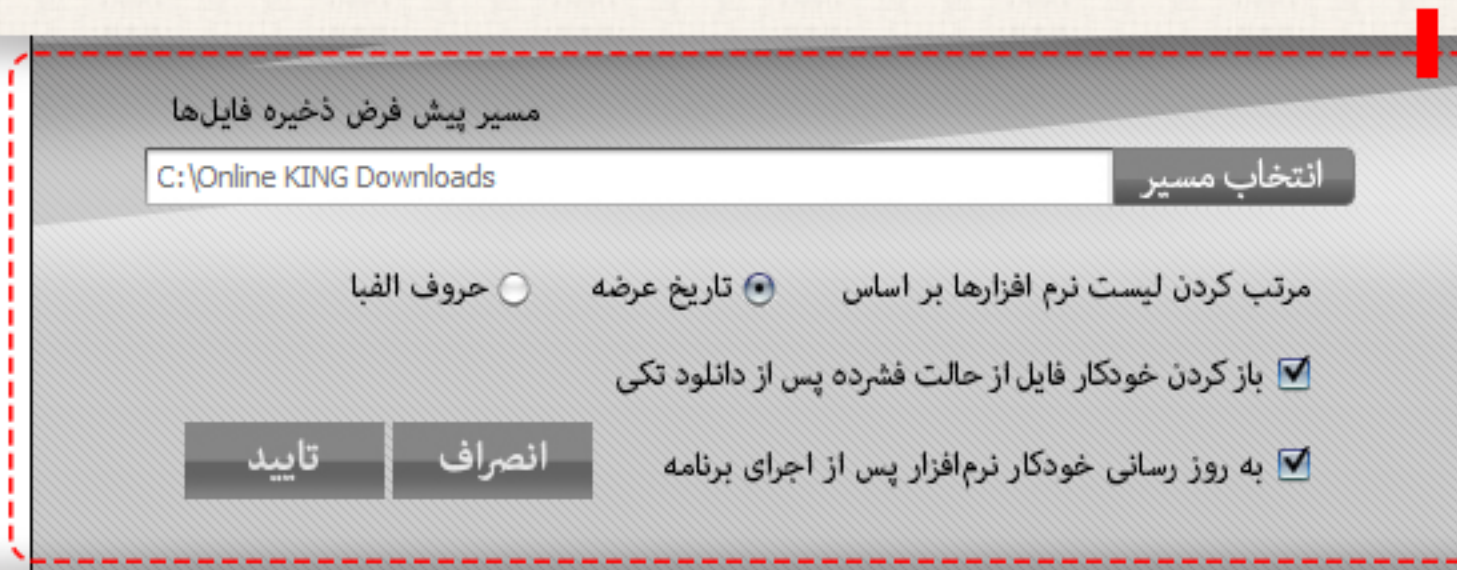 مسیر پیش فرض ذخیره فایل‌ها
انتخاب مسیر C:\Online KING Downloads
مرتب کردن لیست نرم افزارها بر اساس تاریخ عرضه حروف الفبا
باز کردن خودکار فایل از حالت فشرده پس از دانلود تکی
به روز رسانی خودکار نرم‌افزار پس از اجرای برنامه انصراف تایید